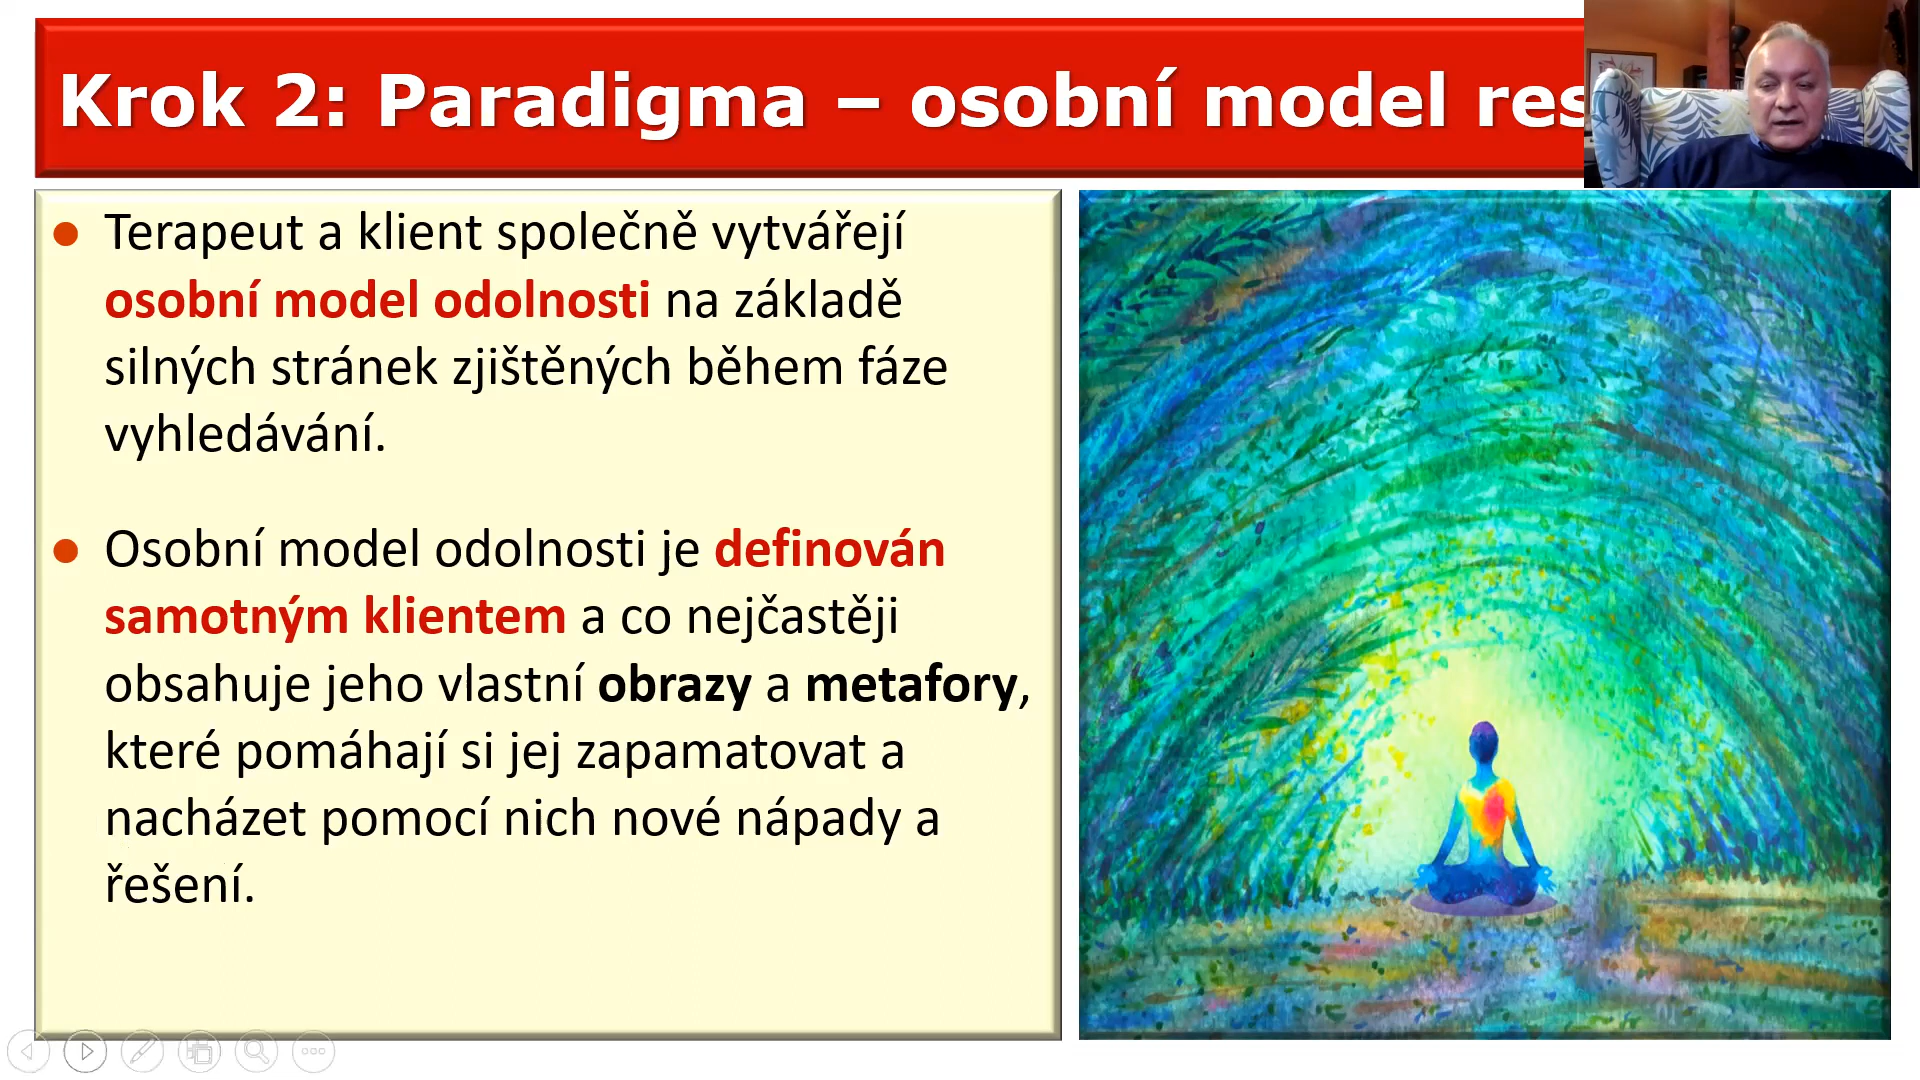 Krok 2: Paradigma – osobní model res
Terapeut a klient společně vytvářejí
osobní model odolnosti na základě
silných stránek zjištěných během fáze
vyhledávání.
Osobní model odolnosti je definován
samotným klientem a co nejčastěji
obsahuje jeho vlastní obrazy a metafory,
které pomáhají si jej zapamatovat a
nacházet pomocí nich nové nápady a
řešení.